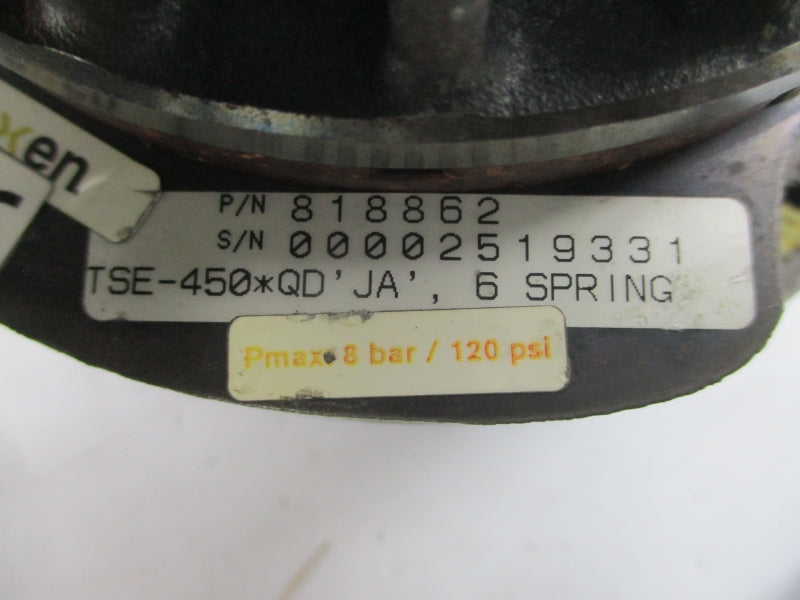 xen
P/N 818862
S/N 00002519331
TSE-450*QD'JA', 6 SPRING
Pmax. 8 bar / 120 psi